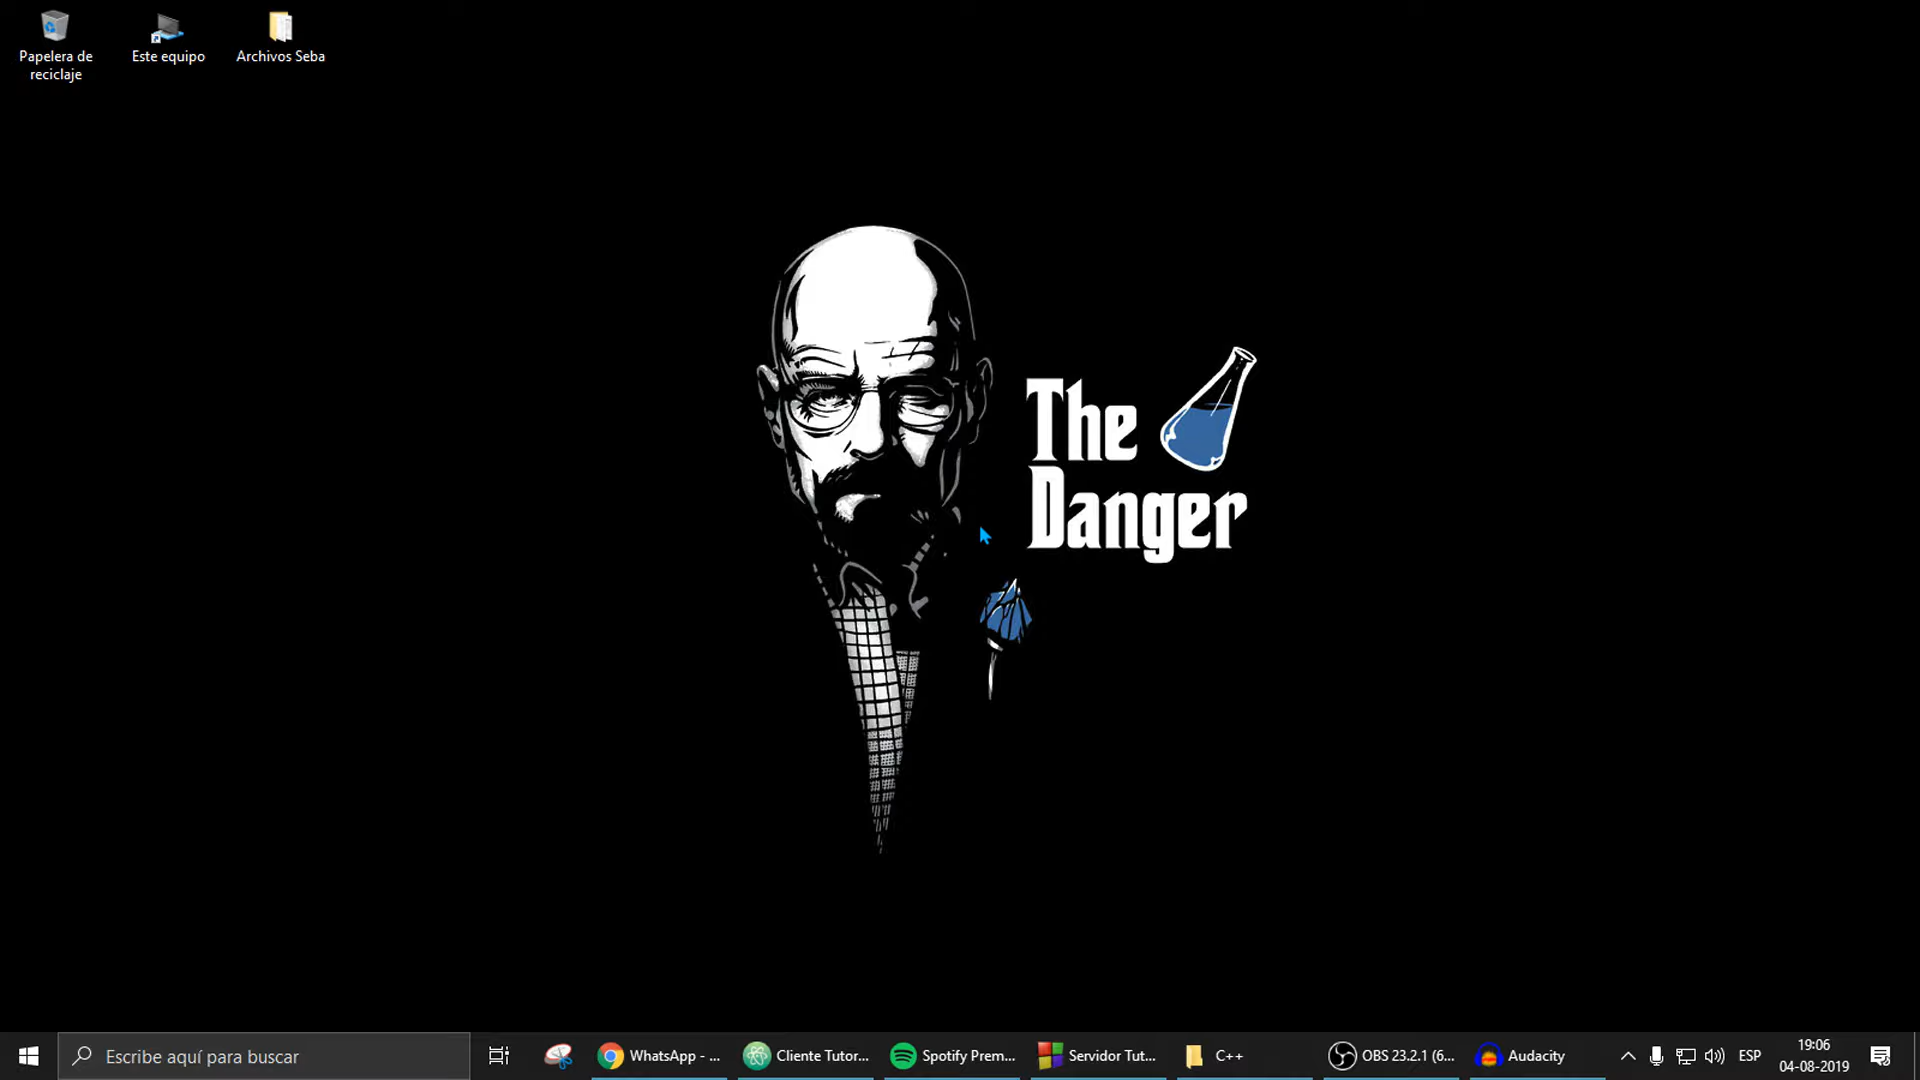 Papelera de
reciclaje
Este equipo
Archivos Seba
The
Danger
Escribe aquí para buscar
WhatsApp - ...
Cliente Tutor...
Spotify Prem...
Servidor Tut...
C++
OBS 23.2.1 (6...
Audacity
ESP
19:06
04-08-2019